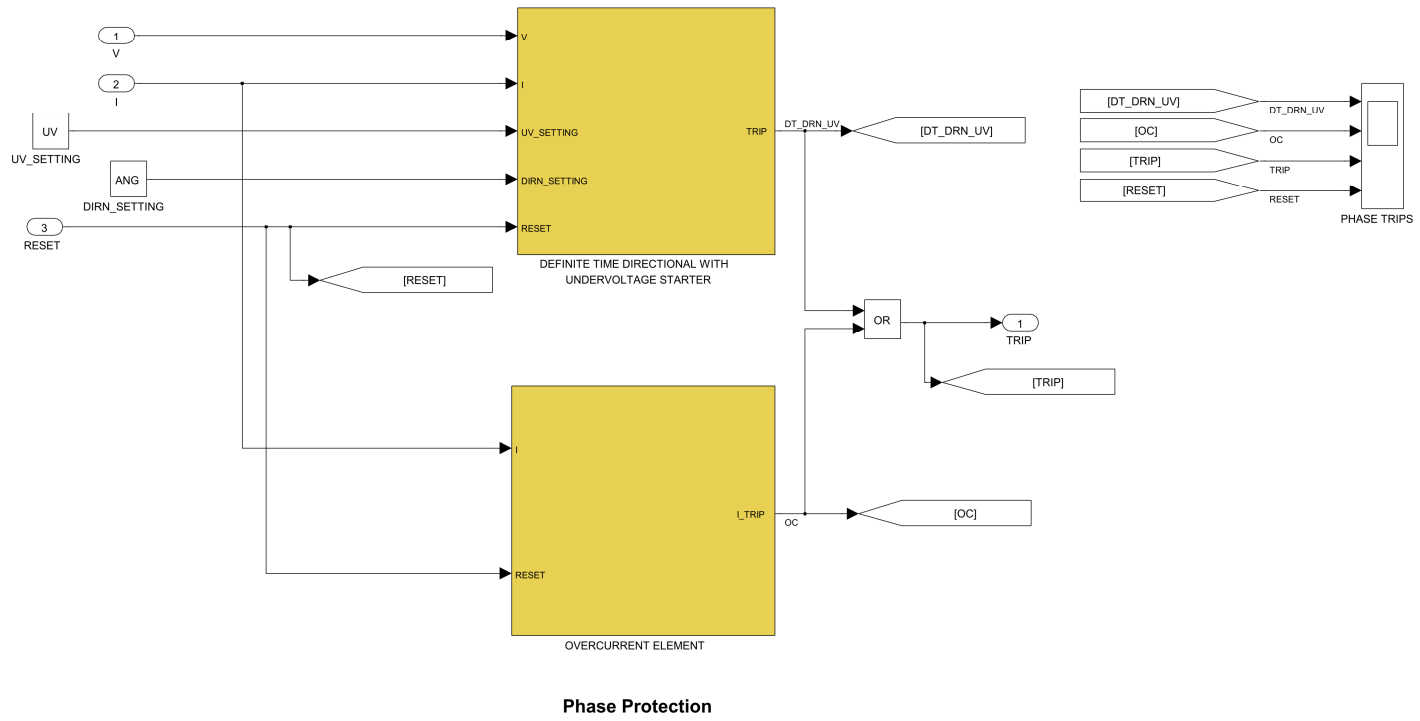 1
V
2
I
UV
UV_SETTING
ANG
DIRN_SETTING
3
RESET
V
I
UV_SETTING
DIRN_SETTING
RESET
TRIP
DEFINITE TIME DIRECTIONAL WITH
UNDERVOLTAGE STARTER
DT_DRN_UV
[DT_DRN_UV]
[RESET]
[DT_DRN_UV]
DT_DRN_UV
[OC]
OC
[TRIP]
TRIP
[RESET]
RESET
PHASE TRIPS
OR
1
TRIP
[TRIP]
I
RESET
I_TRIP
OC
[OC]
OVERCURRENT ELEMENT
Phase Protection